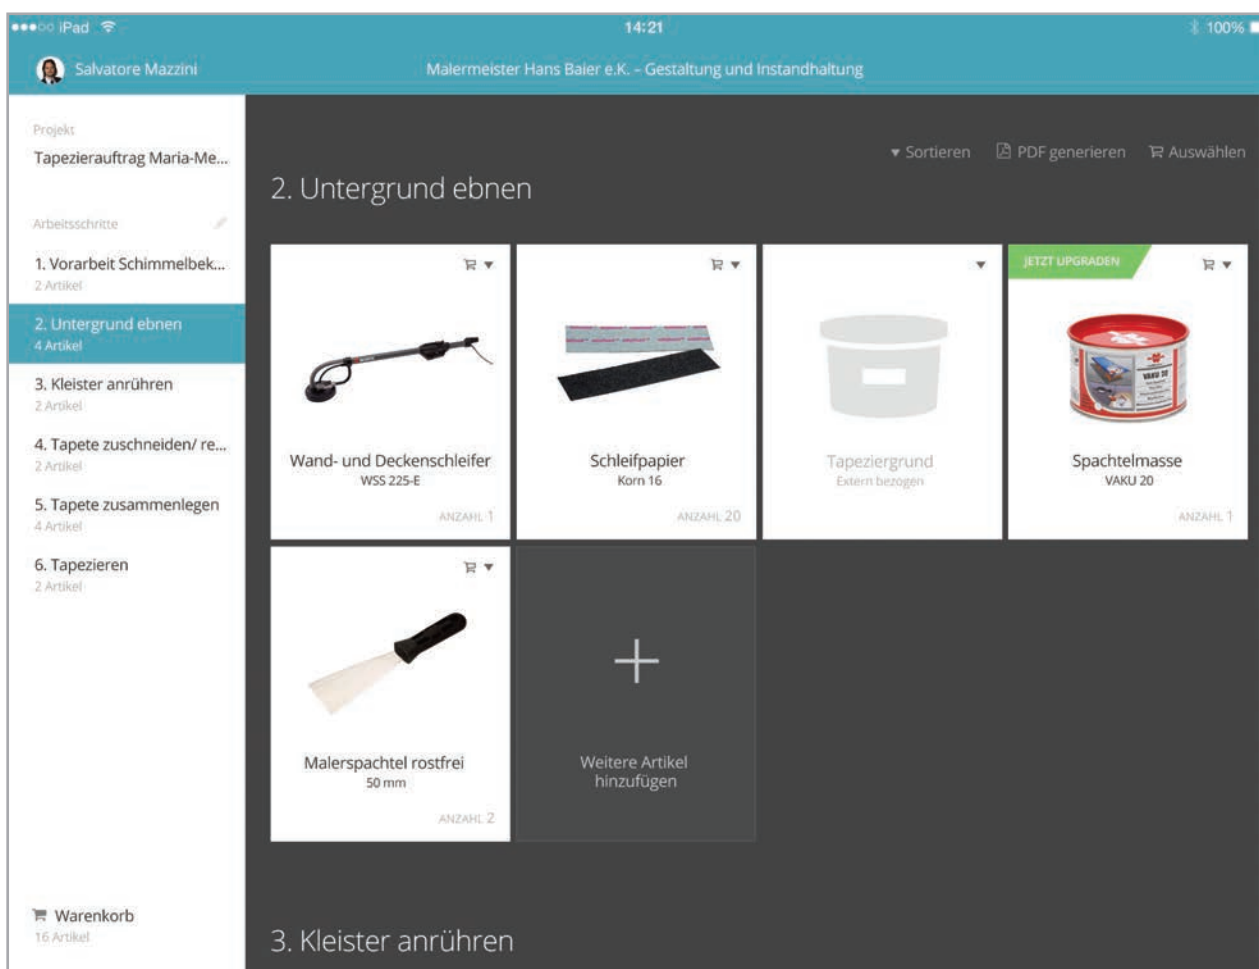 iPad
14:21
100%
Salvatore Mazzini
Malermeister Hans Baier e.K. – Gestaltung und Instandhaltung
Projekt
Tapezierauftrag Maria-Me...
Arbeitsschritte
1. Vorarbeit Schimmelbek...
2 Artikel
2. Untergrund ebnen
4 Artikel
3. Kleister anrühren
2 Artikel
4. Tapete zuschneiden/ re...
2 Artikel
5. Tapete zusammenlegen
4 Artikel
6. Tapezieren
2 Artikel
Warenkorb
16 Artikel
Sortieren
PDF generieren
Auswählen
2. Untergrund ebnen
Wand- und Deckenschleifer
WSS 225-E
ANZAHL 1
Schleifpapier
Korn 16
ANZAHL 20
Tapeziergrund
Extern bezogen
JETZT UPGRADEN
VAKU 20
Spachtelmasse
VAKU 20
ANZAHL 1
Malerspachtel rostfrei
50 mm
ANZAHL 2
Weitere Artikel
hinzufügen
3. Kleister anrühren